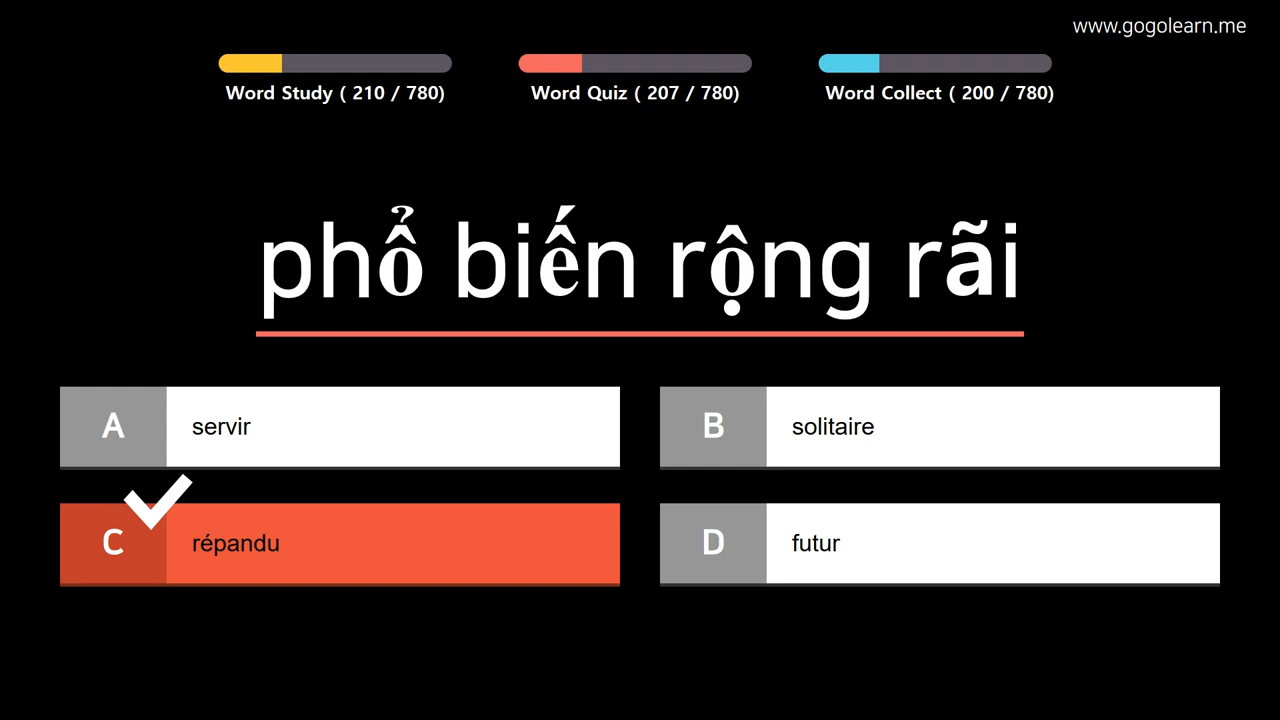 www.gogolearn.me
Word Study ( 210 / 780)
Word Quiz ( 207 / 780)
Word Collect ( 200 / 780)
phổ biến rộng rãi
A servir
B solitaire
C répandu
D futur